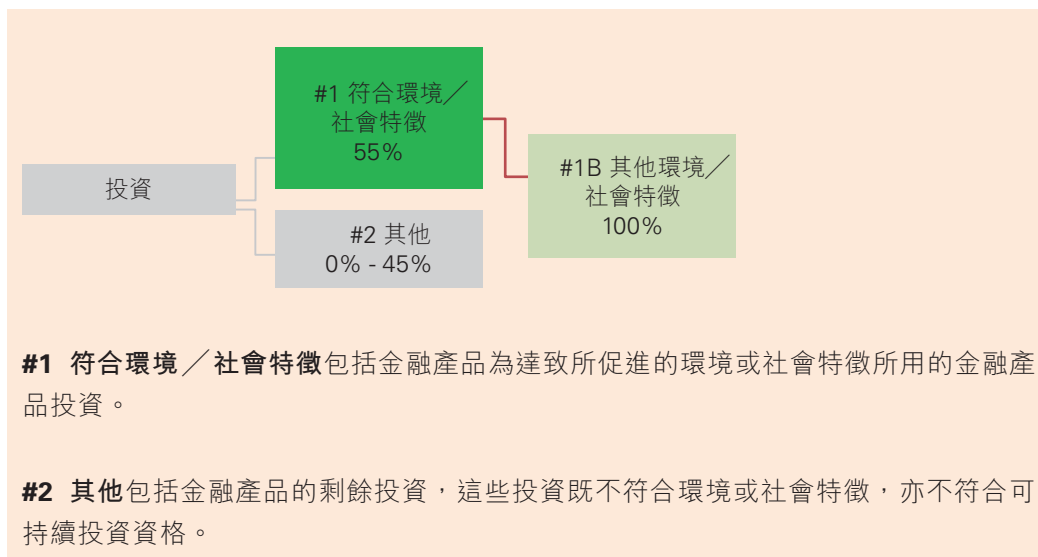 #1 符合環境／
社會特徵
55%
#1B 其他環境／
社會特徵
100%
投資
#2 其他
0% - 45%
#1 符合環境／社會特徵包括金融產品為達致所促進的環境或社會特徵所用的金融產
品投資。
#2 其他包括金融產品的剩餘投資，這些投資既不符合環境或社會特徵，亦不符合可
持續投資資格。